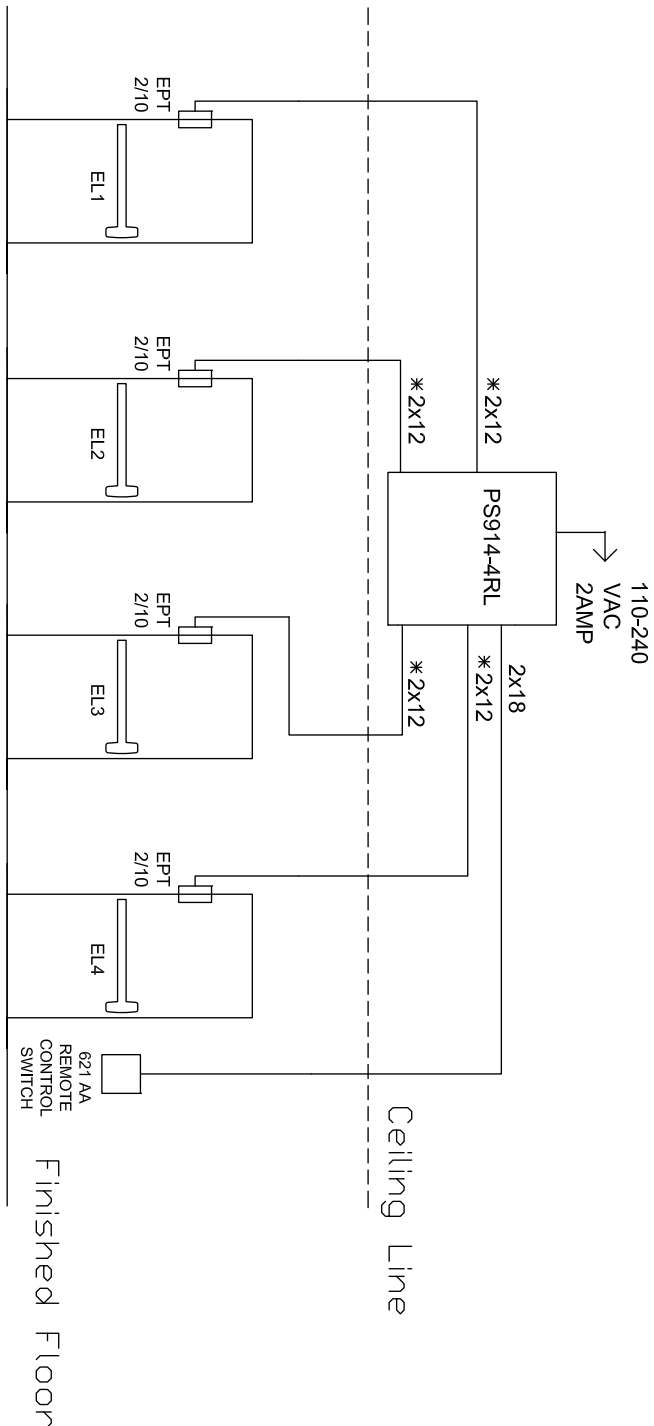 110-240
VAC
2AMP
PS914-4RL
* 2x12
* 2x12
* 2x12
* 2x12
2x18
Ceiling Line
EPT
2/10
EL1
EPT
2/10
EL2
EPT
2/10
EL3
EPT
2/10
EL4
621 AA
REMOTE
CONTROL
SWITCH
Finished Floor